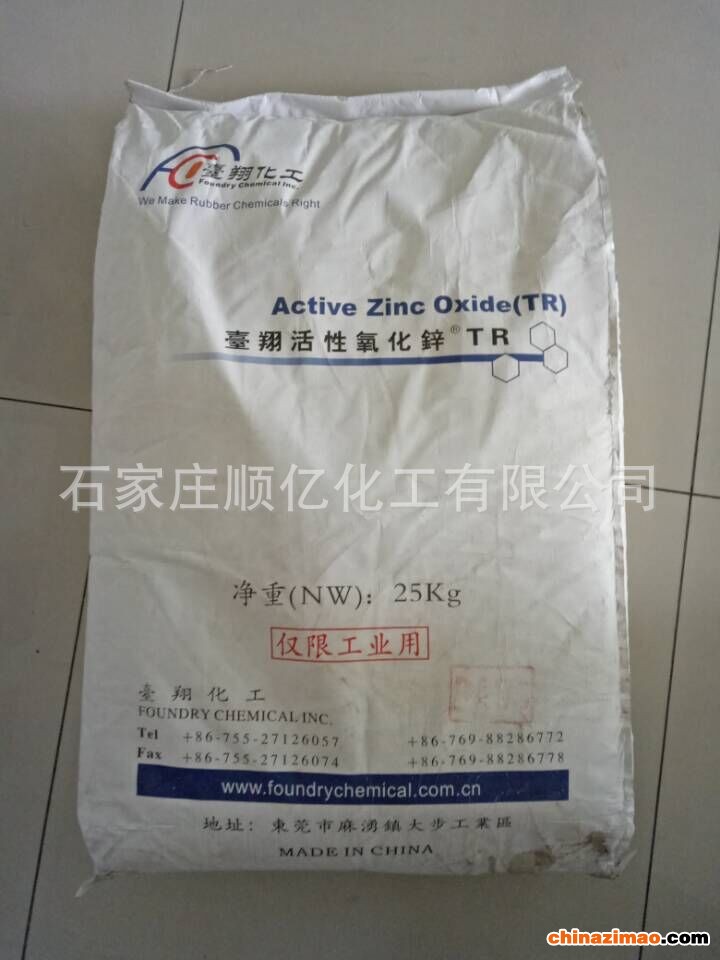 臺翔化工
Foundry Chemical Inc.
We Make Rubber Chemicals Right
Active Zinc Oxide(TR)
臺翔活性氧化鋅®TR
石家庄顺亿化工有限公司
净重(NW): 25Kg
仅限工业用
臺翔化工
FOUNDRY CHEMICAL INC.
Tel +86-755-27126057 +86-769-88286772
Fax +86-755-27126074 +86-769-88286778
www.foundrychemical.com.cn
地址: 東莞市麻湧鎮大步工業區
MADE IN CHINA
chinazimao.com